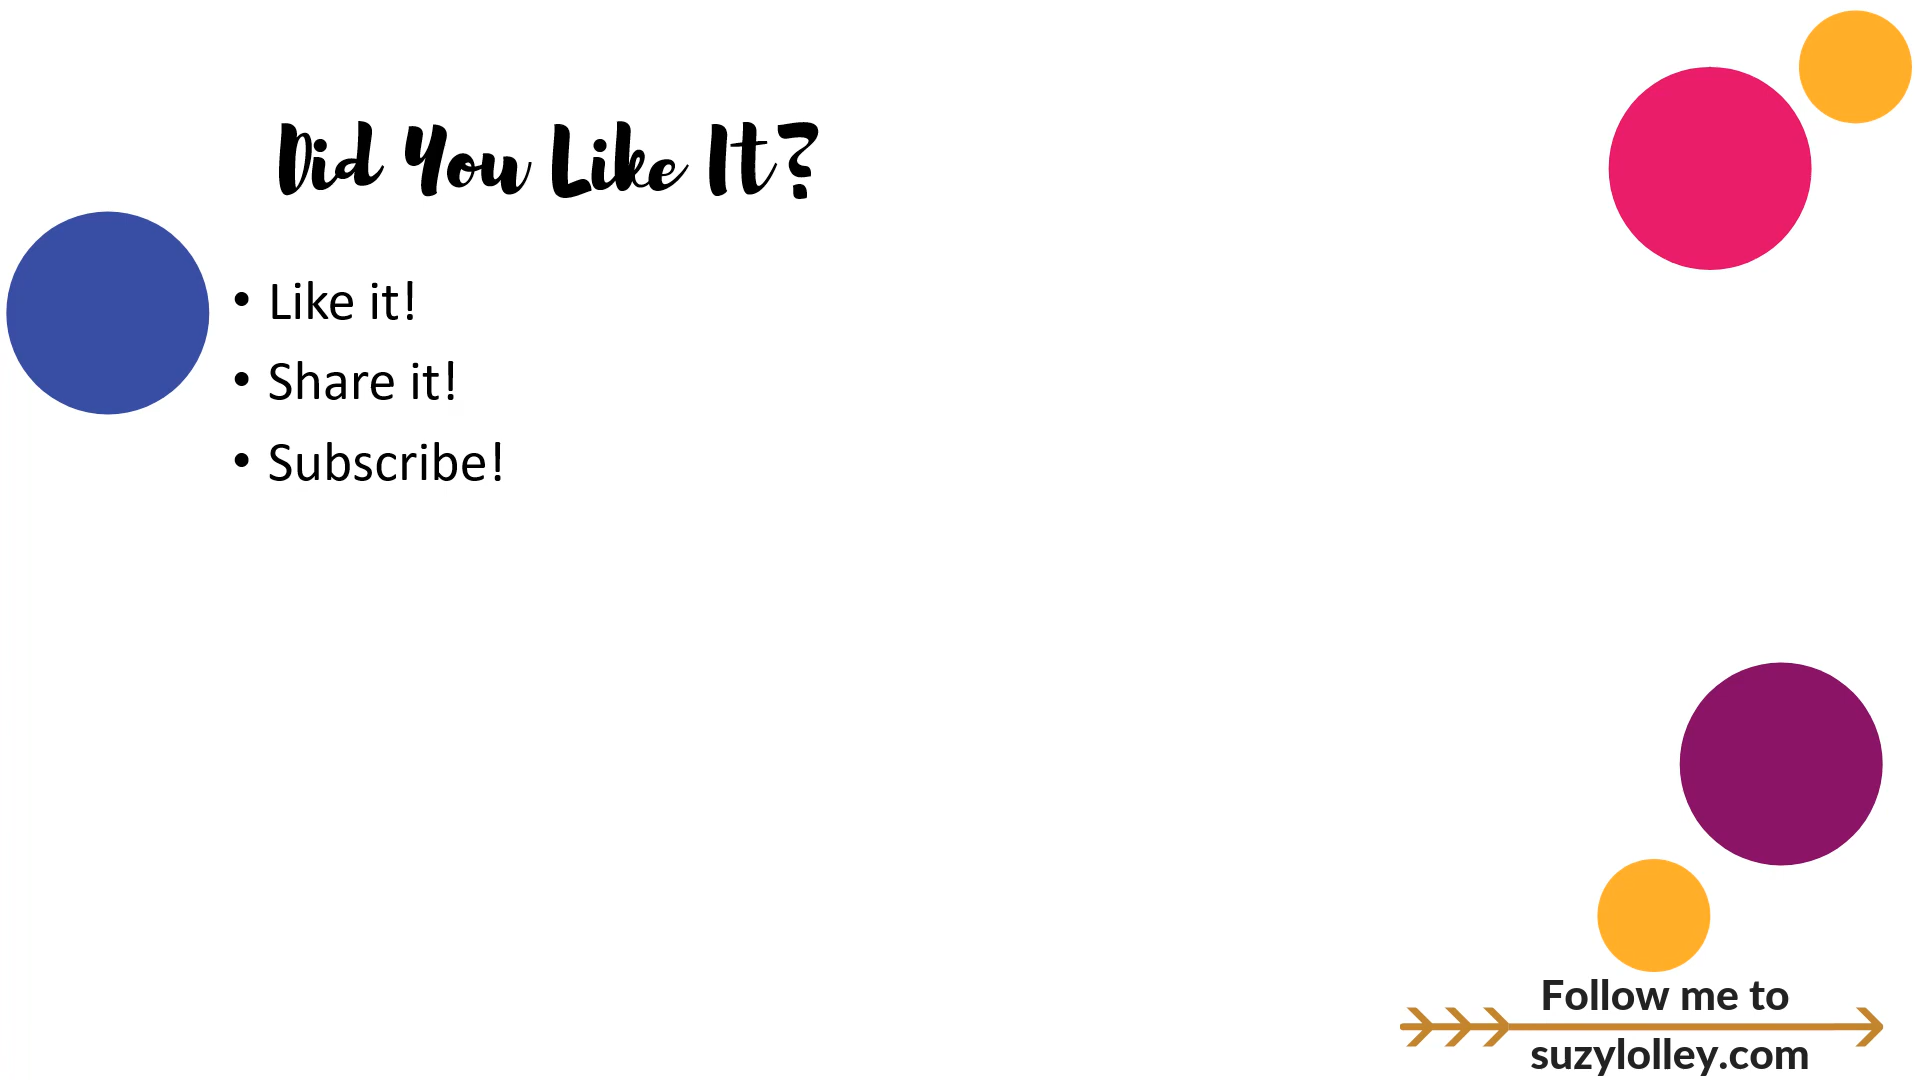 Did You Like It?
• Like it!
• Share it!
• Subscribe!
Follow me to
suzylolley.com